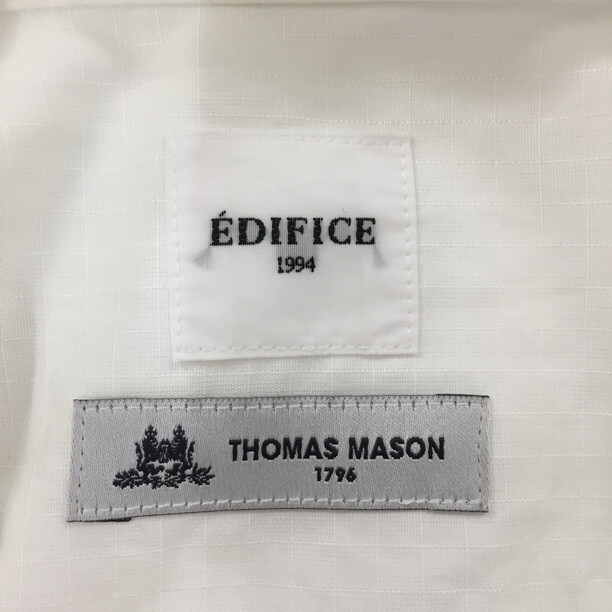 ÉDIFICE
1994
THOMAS MASON
1796